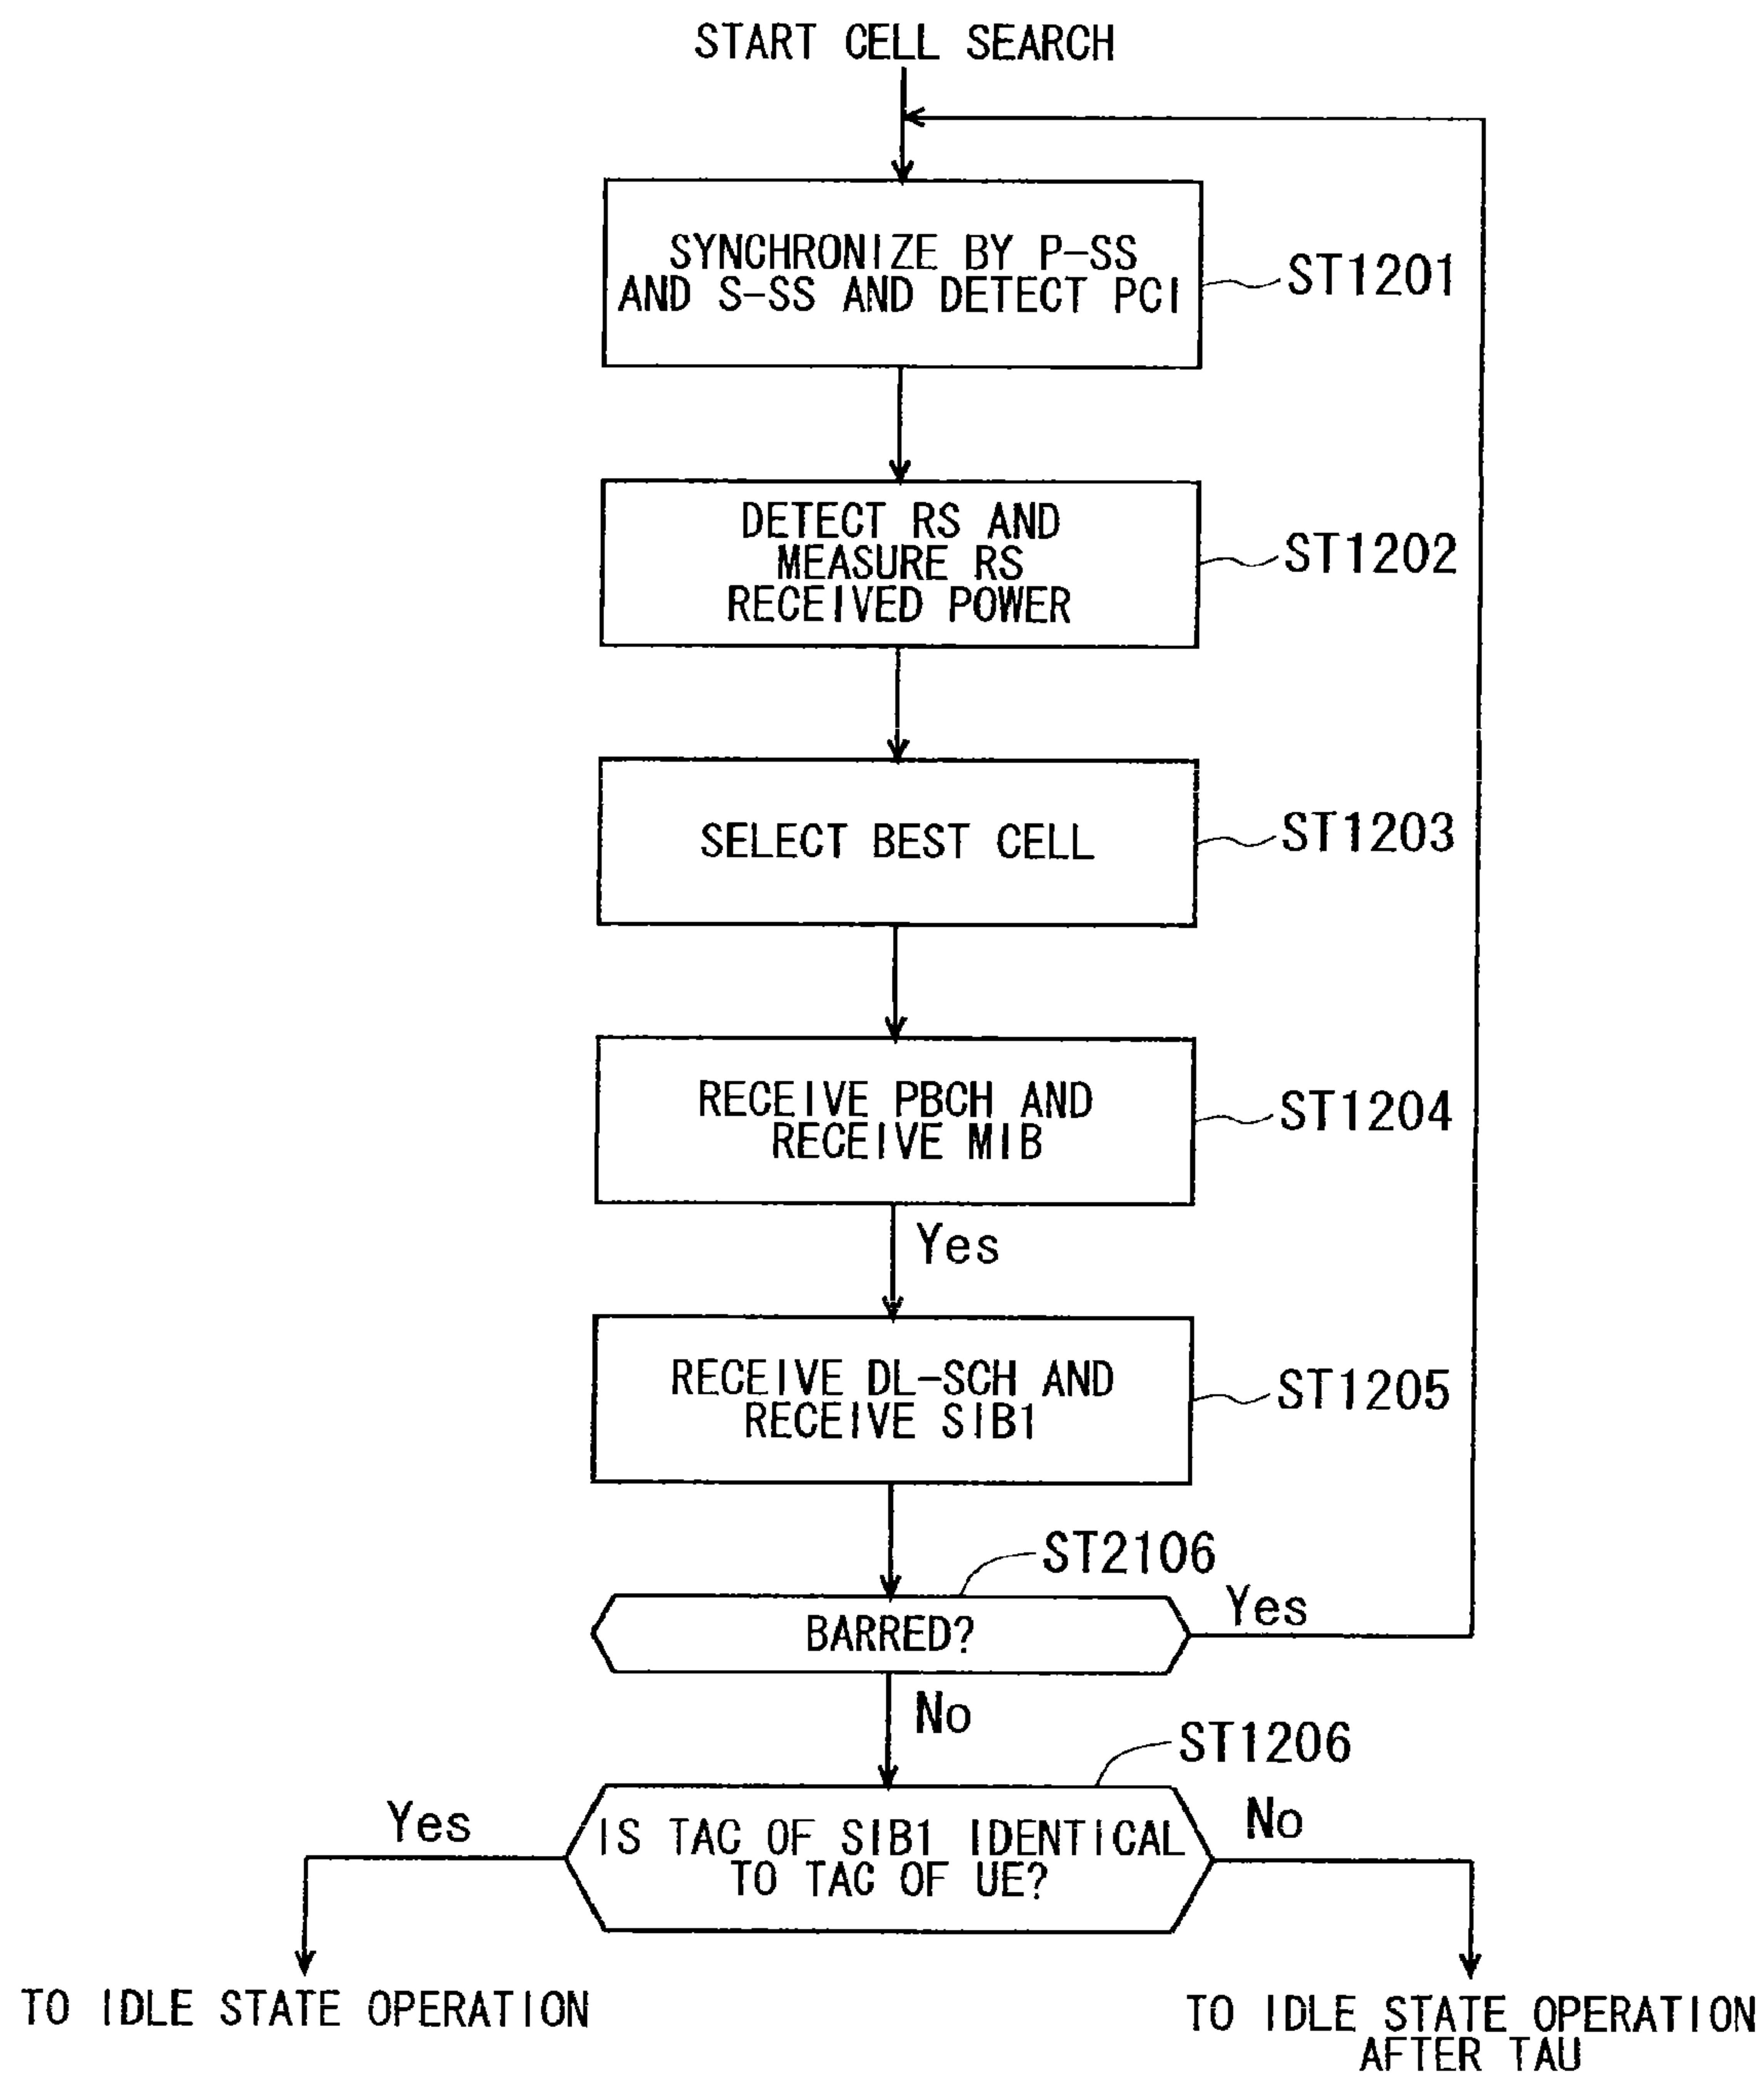 START CELL SEARCH
SYNCHRONIZE BY P-SS
AND S-SS AND DETECT PCI
ST1201
DETECT RS AND
MEASURE RS
RECEIVED POWER
ST1202
SELECT BEST CELL
ST1203
RECEIVE PBCH AND
RECEIVE MIB
ST1204
Yes
RECEIVE DL-SCH AND
RECEIVE SIB1
ST1205
ST2106
BARRED?
Yes
No
ST1206
Yes
IS TAC OF SIB1 IDENTICAL
TO TAC OF UE?
No
TO IDLE STATE OPERATION
TO IDLE STATE OPERATION
AFTER TAU